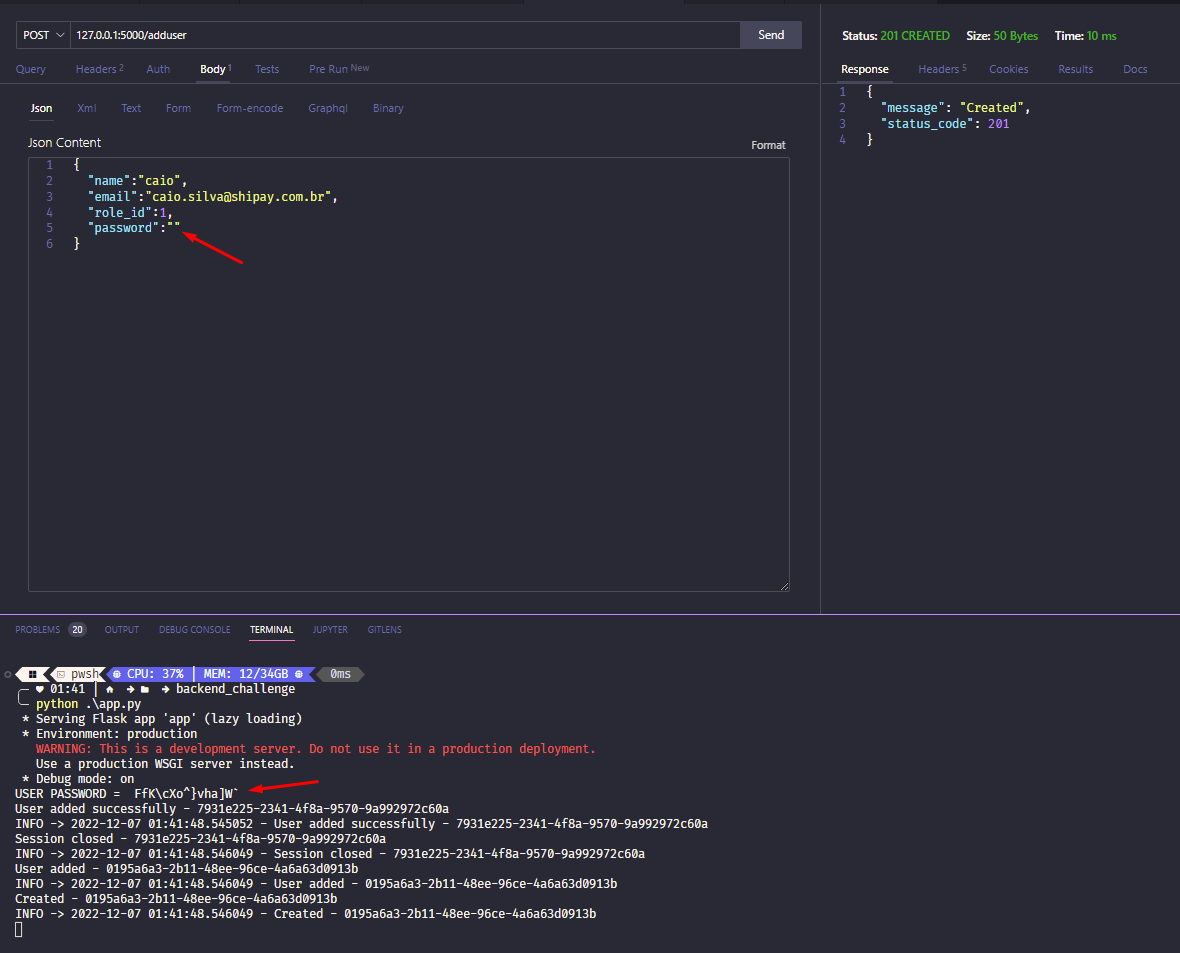 POST 127.0.0.1:5000/adduser Send
Query Headers 2 Auth Body 1 Tests Pre Run New
Json Xml Text Form Form-encode Graphql Binary
Json Content
Format
1 {
2 "name":"caio",
3 "email":"caio.silva@shipay.com.br",
4 "role_id":1,
5 "password":""
6 }
Status: 201 CREATED Size: 50 Bytes Time: 10 ms
Response Headers 5 Cookies Results Docs
1 {
2 "message": "Created",
3 "status_code": 201
4 }
PROBLEMS 20 OUTPUT DEBUG CONSOLE TERMINAL JUPYTER GITLENS
pwsh CPU: 37% | MEM: 12/34GB 0ms
♥ 01:41 | backend_challenge
python .\app.py
* Serving Flask app 'app' (lazy loading)
* Environment: production
WARNING: This is a development server. Do not use it in a production deployment.
Use a production WSGI server instead.
* Debug mode: on
USER PASSWORD = FfK\cXo^}vha]W`
User added successfully - 7931e225-2341-4f8a-9570-9a992972c60a
INFO -> 2022-12-07 01:41:48.545052 - User added successfully - 7931e225-2341-4f8a-9570-9a992972c60a
Session closed - 7931e225-2341-4f8a-9570-9a992972c60a
INFO -> 2022-12-07 01:41:48.546049 - Session closed - 7931e225-2341-4f8a-9570-9a992972c60a
User added - 0195a6a3-2b11-48ee-96ce-4a6a63d0913b
INFO -> 2022-12-07 01:41:48.546049 - User added - 0195a6a3-2b11-48ee-96ce-4a6a63d0913b
Created - 0195a6a3-2b11-48ee-96ce-4a6a63d0913b
INFO -> 2022-12-07 01:41:48.546049 - Created - 0195a6a3-2b11-48ee-96ce-4a6a63d0913b